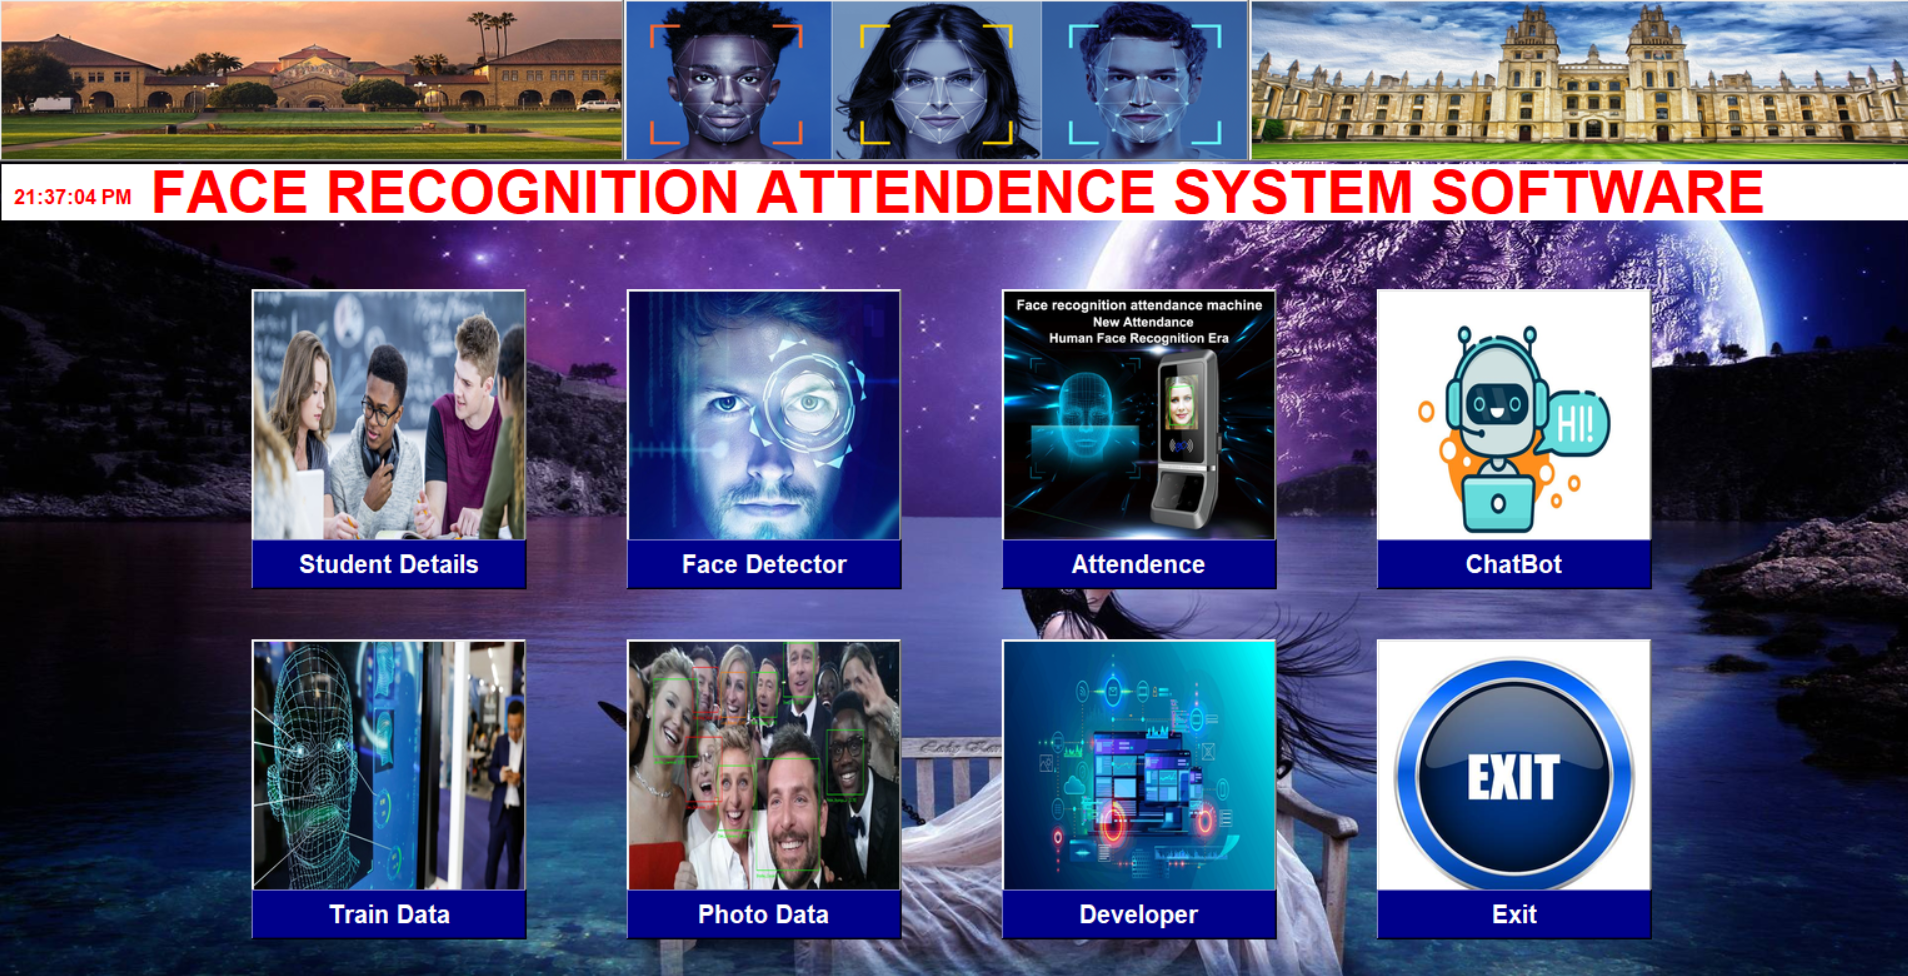 21:37:04 PM
FACE RECOGNITION ATTENDENCE SYSTEM SOFTWARE
Face recognition attendance machine
New Attendance
Human Face Recognition Era
HI!
Student Details
Face Detector
Attendence
ChatBot
EXIT
Train Data
Photo Data
Developer
Exit